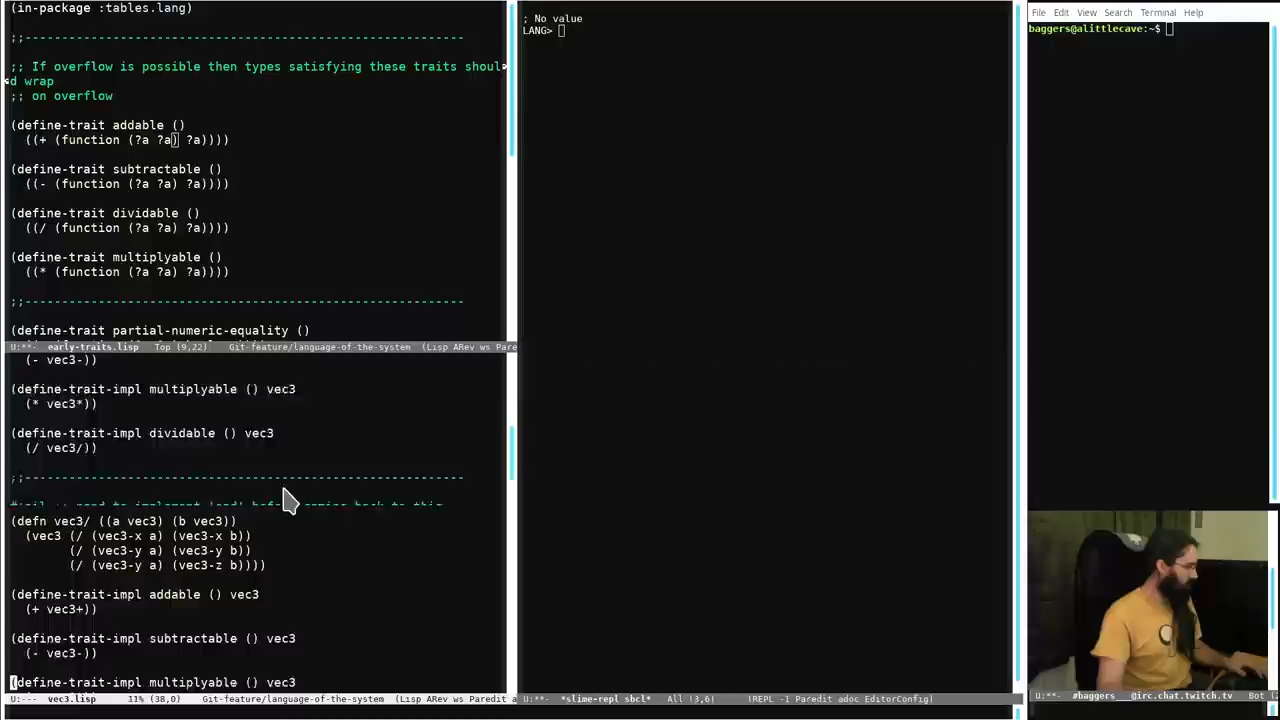 (in-package :tables.lang)
;;------------------------------------------------------------
;; If overflow is possible then types satisfying these traits shoul
d wrap
;; on overflow
(define-trait addable ()
((+ (function (?a ?a) ?a))))
(define-trait subtractable ()
((- (function (?a ?a) ?a))))
(define-trait dividable ()
((/ (function (?a ?a) ?a))))
(define-trait multiplyable ()
((* (function (?a ?a) ?a))))
;;------------------------------------------------------------
(define-trait partial-numeric-equality ()
U:**- early-traits.lisp Top (9,22) Git-feature/language-of-the-system (Lisp ARev ws Pare
(- vec3-))
(define-trait-impl multiplyable () vec3
(* vec3*))
(define-trait-impl dividable () vec3
(/ vec3/))
;;------------------------------------------------------------
(defn vec3/ ((a vec3) (b vec3))
(vec3 (/ (vec3-x a) (vec3-x b))
(/ (vec3-y a) (vec3-y b))
(/ (vec3-y a) (vec3-z b))))
(define-trait-impl addable () vec3
(+ vec3+))
(define-trait-impl subtractable () vec3
(- vec3-))
(define-trait-impl multiplyable () vec3
U:**- vec3.lisp 11% (38,0) Git-feature/language-of-the-system (Lisp ARev ws Paredit a
; No value
LANG>
U:**- *slime-repl sbcl* All (3,6) (REPL -1 Paredit adoc EditorConfig)
File Edit View Search Terminal Help
baggers@alittlecave:~$
U:**- #baggers @irc.chat.twitch.tv Bot